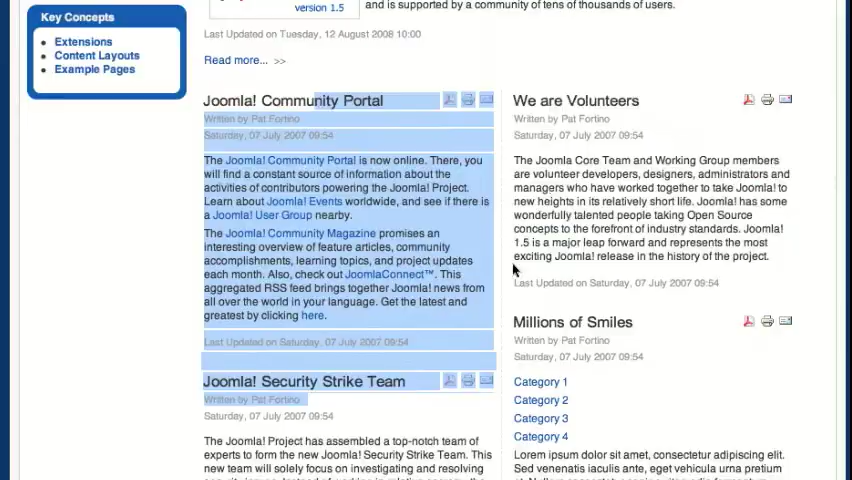 Key Concepts
Extensions
Content Layouts
Example Pages
version 1.5
and is supported by a community of tens of thousands of users.
Last Updated on Tuesday, 12 August 2008 10:00
Read more... >>
Joomla! Community Portal
Written by Pat Fortino
Saturday, 07 July 2007 09:54
The Joomla! Community Portal is now online. There, you
will find a constant source of information about the
activities of contributors powering the Joomla! Project.
Learn about Joomla! Events worldwide, and see if there is
a Joomla! User Group nearby.
The Joomla! Community Magazine promises an
interesting overview of feature articles, community
accomplishments, learning topics, and project updates
each month. Also, check out JoomlaConnect™. This
aggregated RSS feed brings together Joomla! news from
all over the world in your language. Get the latest and
greatest by clicking here.
Last Updated on Saturday, 07 July 2007 09:54
Joomla! Security Strike Team
Written by Pat Fortino
Saturday, 07 July 2007 09:54
The Joomla! Project has assembled a top-notch team of
experts to form the new Joomla! Security Strike Team. This
new team will solely focus on investigating and resolving
We are Volunteers
Written by Pat Fortino
Saturday, 07 July 2007 09:54
The Joomla Core Team and Working Group members
are volunteer developers, designers, administrators and
managers who have worked together to take Joomla! to
new heights in its relatively short life. Joomla! has some
wonderfully talented people taking Open Source
concepts to the forefront of industry standards. Joomla!
1.5 is a major leap forward and represents the most
exciting Joomla! release in the history of the project.
Last Updated on Saturday, 07 July 2007 09:54
Millions of Smiles
Written by Pat Fortino
Saturday, 07 July 2007 09:54
Category 1
Category 2
Category 3
Category 4
Lorem ipsum dolor sit amet, consectetur adipiscing elit.
Sed venenatis iaculis ante, eget vehicula urna pretium